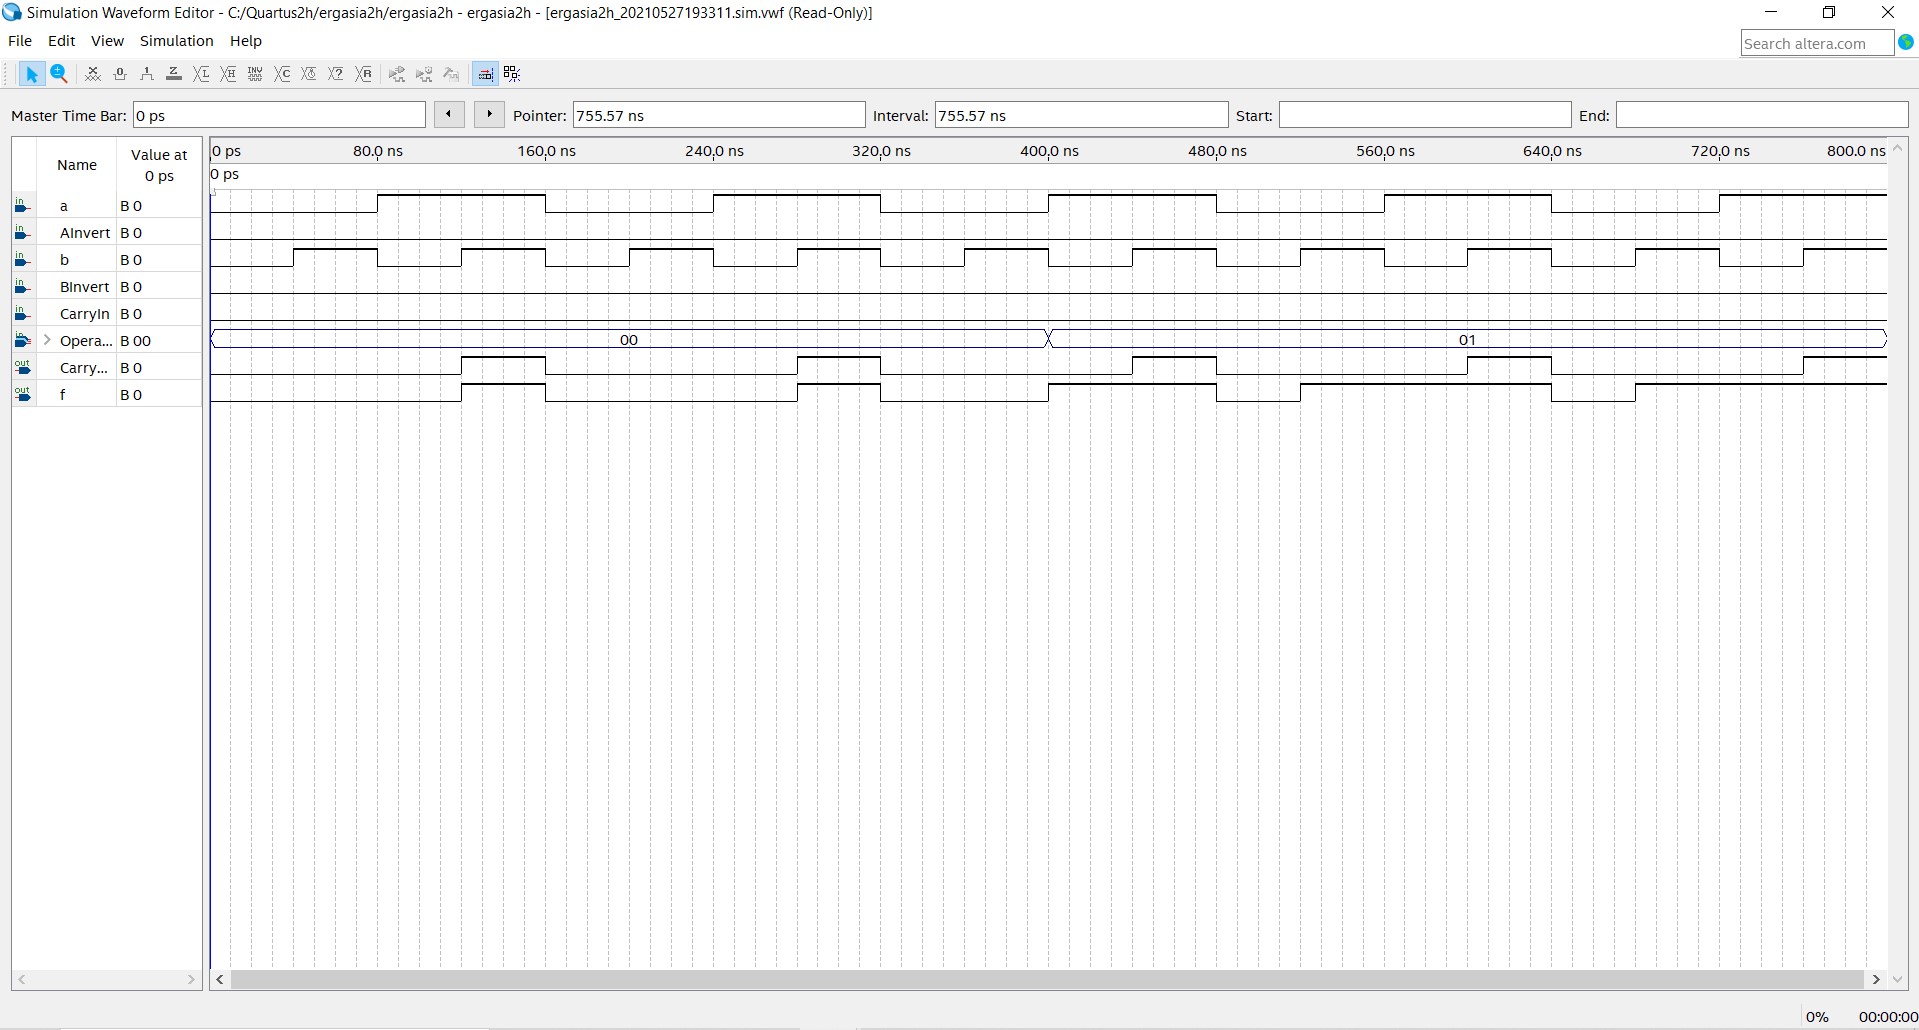 Simulation Waveform Editor - C:/Quartus2h/ergasia2h/ergasia2h - ergasia2h - [ergasia2h_20210527193311.sim.vwf (Read-Only)]
File Edit View Simulation Help
Search altera.com
Master Time Bar: 0 ps Pointer: 755.57 ns Interval: 755.57 ns Start: End:
Name Value at 0 ps
0 ps 80.0 ns 160.0 ns 240.0 ns 320.0 ns 400.0 ns 480.0 ns 560.0 ns 640.0 ns 720.0 ns 800.0 ns
0 ps
in a B 0
in AInvert B 0
in b B 0
in BInvert B 0
in CarryIn B 0
in Opera... B 00 00 01
out Carry... B 0
out f B 0
0% 00:00:00